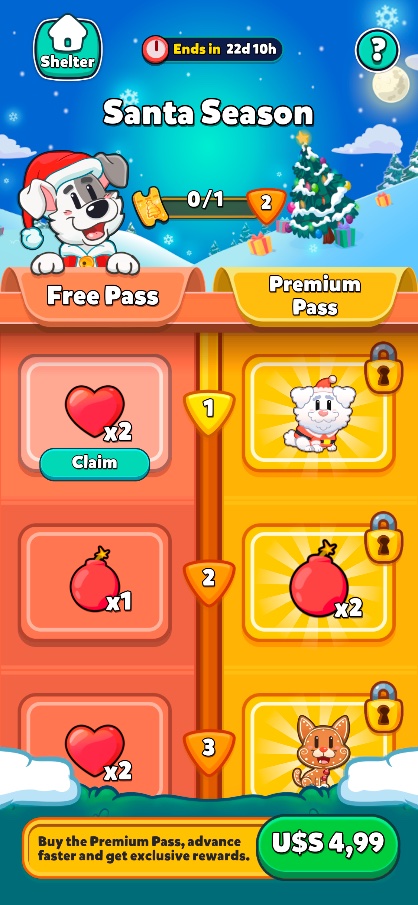 Shelter
Ends in 22d 10h
?
Santa Season
0/1
2
Free Pass
Premium
Pass
1
x2
Claim
2
x1
x2
3
x2
Buy the Premium Pass, advance
faster and get exclusive rewards.
U$S 4,99